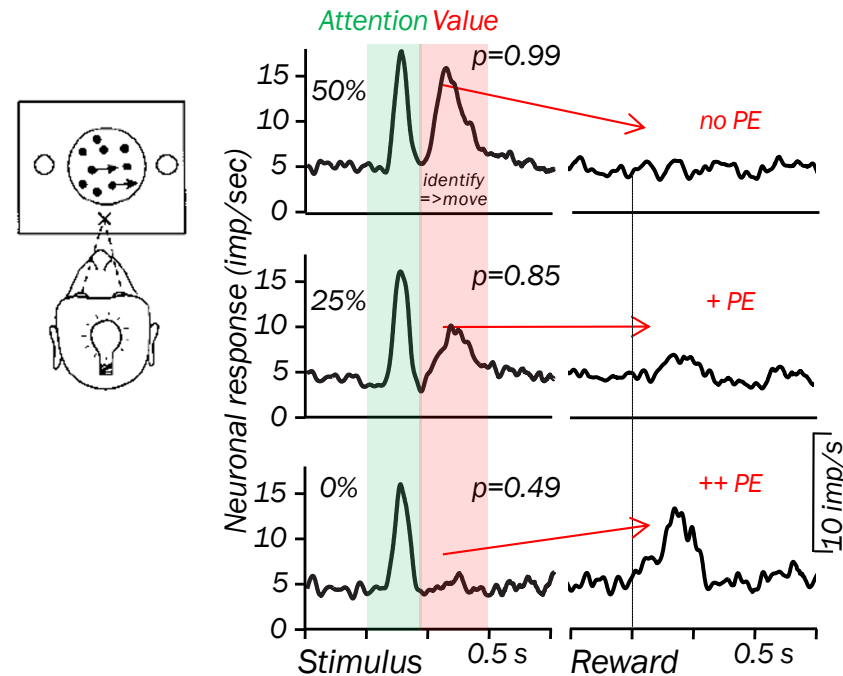 Attention Value
Neuronal response (imp/sec)
15
10
5
0
50%
p=0.99
identify
=>move
no PE
15
10
5
0
25%
p=0.85
+ PE
15
10
5
0
0%
p=0.49
++ PE
10 imp/s
Stimulus
0.5 s
Reward
0.5 s